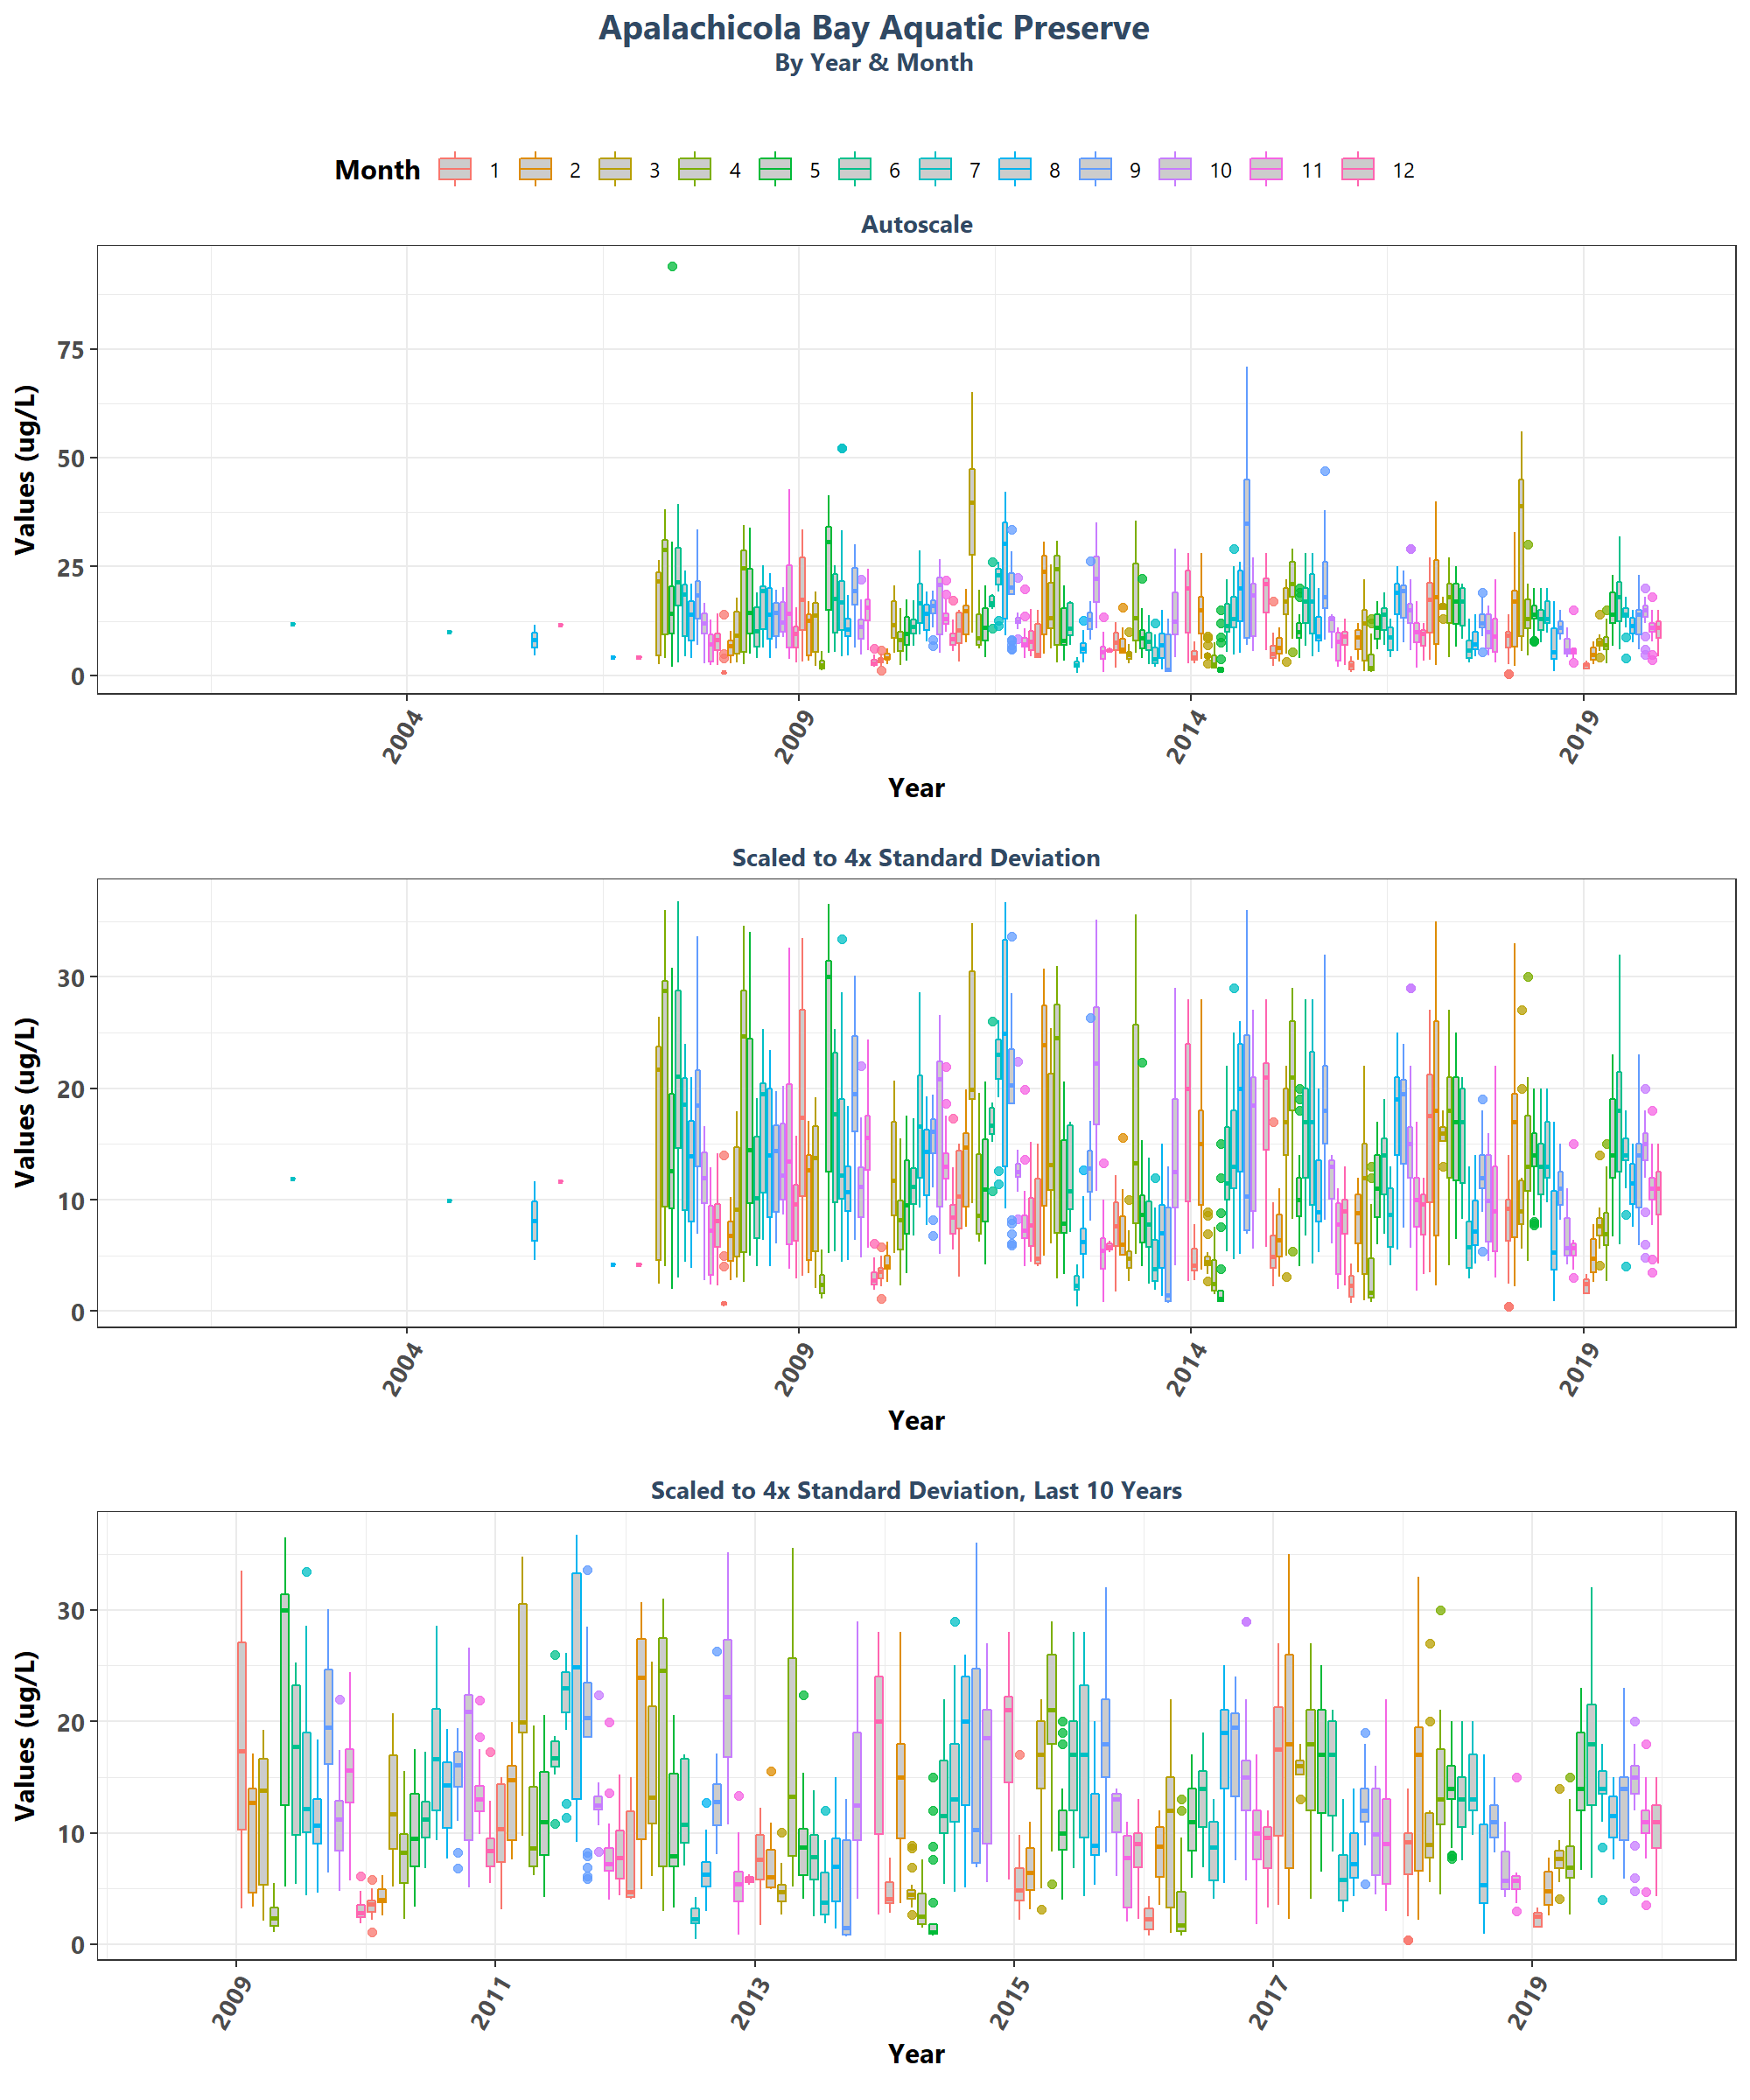 Apalachicola Bay Aquatic Preserve
By Year & Month
Month 1 2 3 4 5 6 7 8 9 10 11 12
Autoscale
Values (ug/L)
75
50
25
0
2004 2009 2014 2019
Year
Scaled to 4x Standard Deviation
Values (ug/L)
30
20
10
0
2004 2009 2014 2019
Year
Scaled to 4x Standard Deviation, Last 10 Years
Values (ug/L)
30
20
10
0
2009 2011 2013 2015 2017 2019
Year